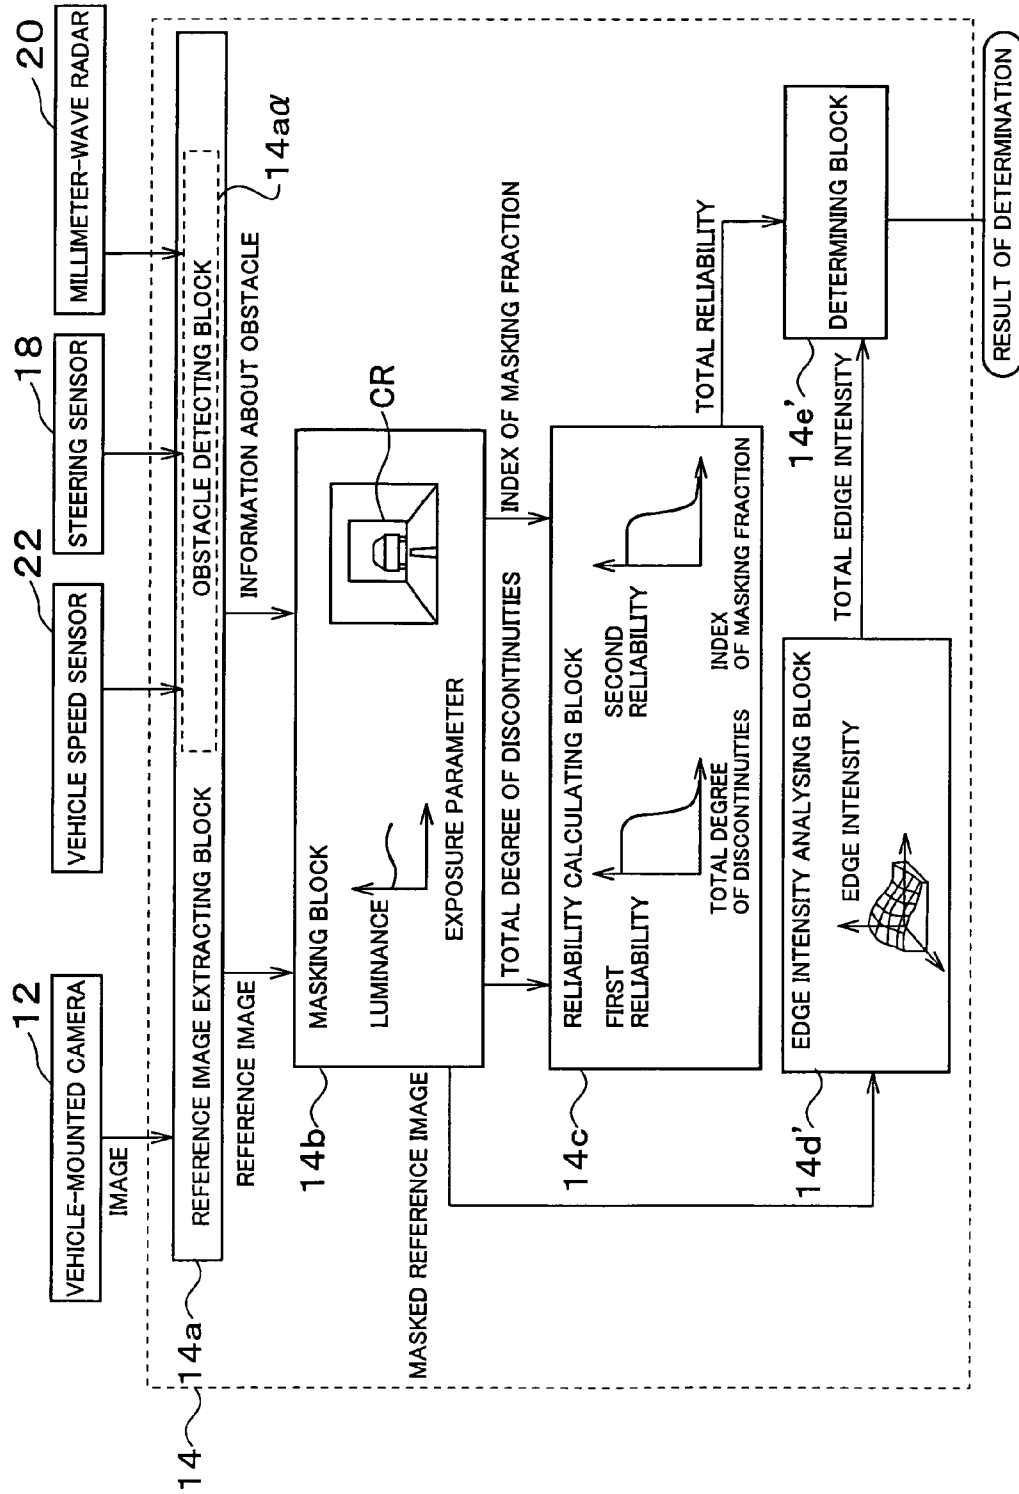 12
VEHICLE-MOUNTED CAMERA
22
VEHICLE SPEED SENSOR
18
STEERING SENSOR
20
MILLIMETER-WAVE RADAR
IMAGE
14
14a
REFERENCE IMAGE EXTRACTING BLOCK
OBSTACLE DETECTING BLOCK
14aα
REFERENCE IMAGE
INFORMATION ABOUT OBSTACLE
14b
MASKING BLOCK
LUMINANCE
EXPOSURE PARAMETER
CR
MASKED REFERENCE IMAGE
TOTAL DEGREE OF DISCONTINUITIES
INDEX OF MASKING FRACTION
14c
RELIABILITY CALCULATING BLOCK
FIRST
RELIABILITY
TOTAL DEGREE
OF DISCONTINUITIES
SECOND
RELIABILITY
INDEX
OF MASKING FRACTION
TOTAL RELIABILITY
14d'
EDGE INTENSITY ANALYSING BLOCK
EDGE INTENSITY
TOTAL EDIGE INTENSITY
14e'
DETERMINING BLOCK
RESULT OF DETERMINATION